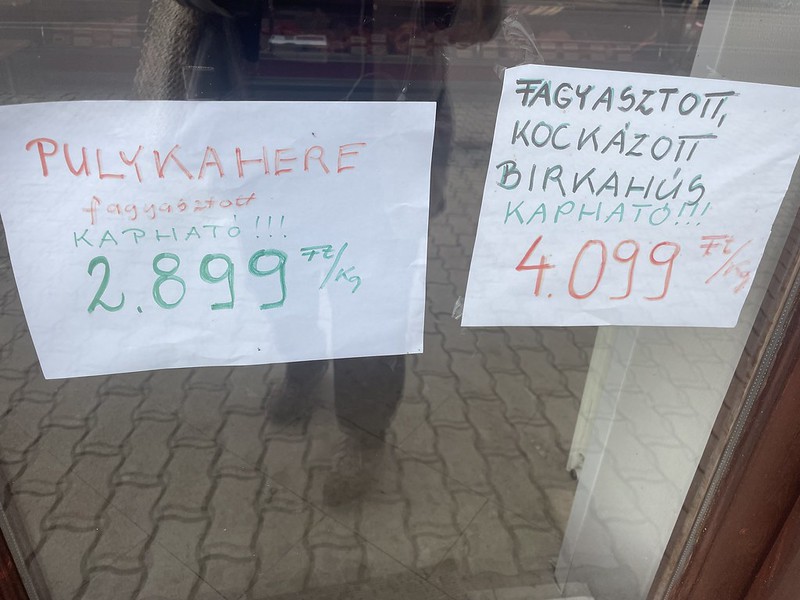 PULYKAHERE
fagyasztott
KAPHATÓ!!!
2.899 Ft/kg
FAGYASZTOTT,
KOCKÁZOTT
BIRKAHÚS
KAPHATÓ!!!
4.099 Ft/kg